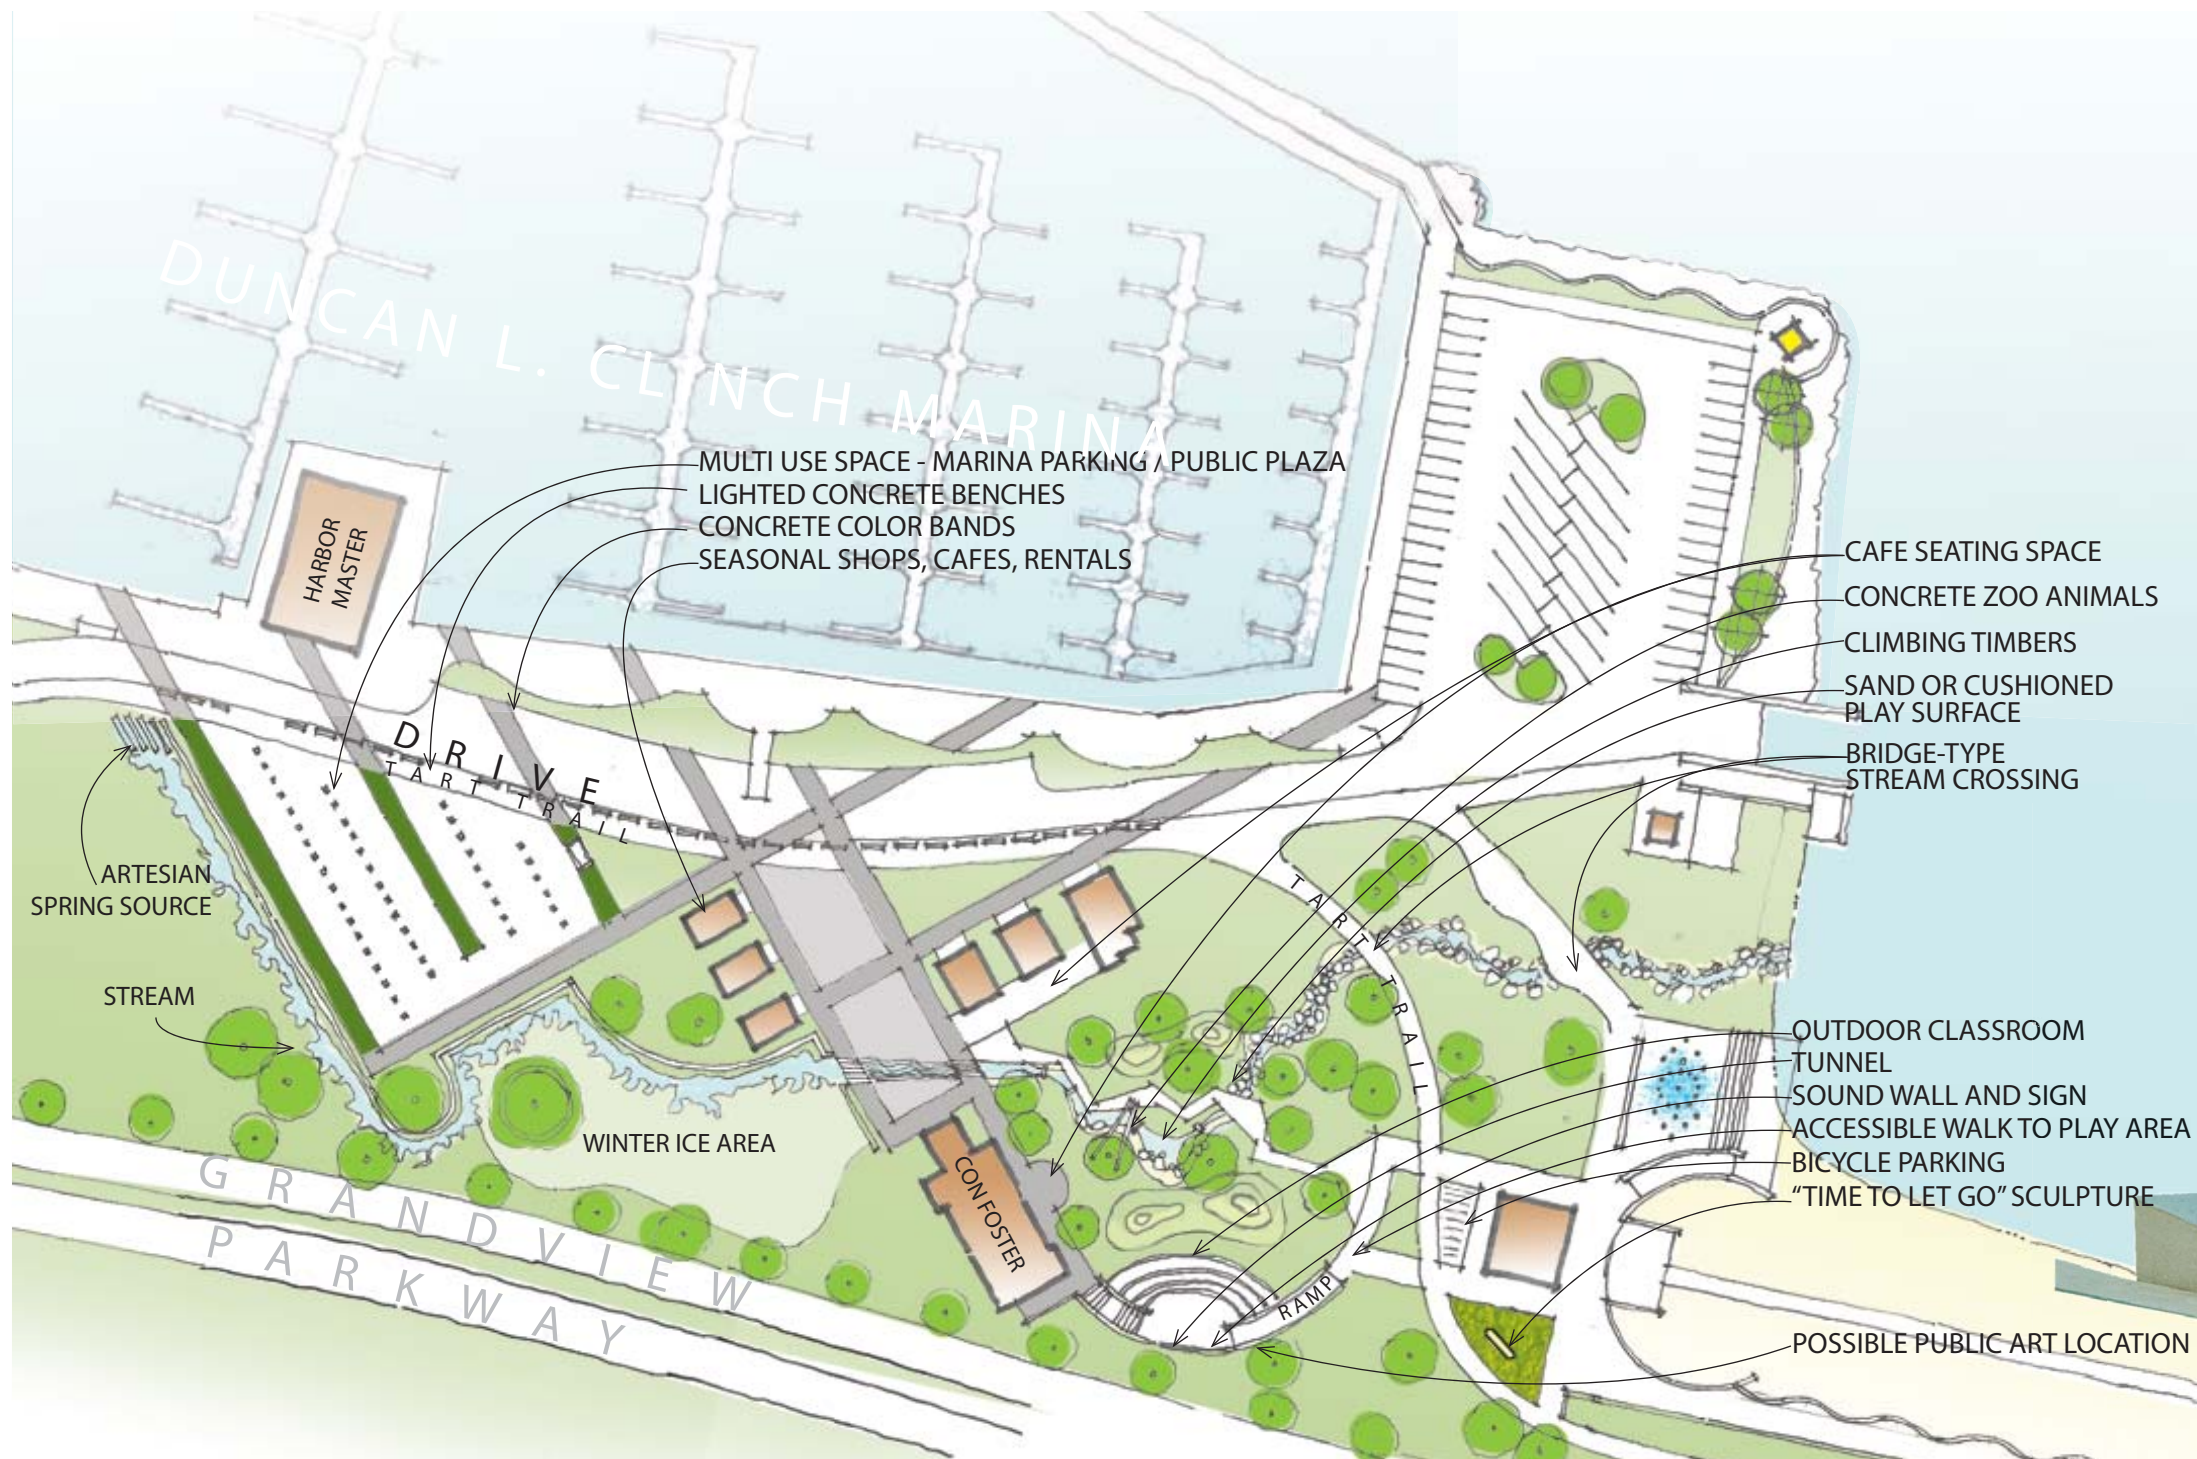 DUNCAN L. CLINCH MARINA
MULTI USE SPACE - MARINA PARKING / PUBLIC PLAZA
LIGHTED CONCRETE BENCHES
CONCRETE COLOR BANDS
SEASONAL SHOPS, CAFES, RENTALS
HARBOR
MASTER
CAFE SEATING SPACE
CONCRETE ZOO ANIMALS
CLIMBING TIMBERS
SAND OR CUSHIONED
PLAY SURFACE
BRIDGE-TYPE
STREAM CROSSING
DRIVE
TART TRAIL
ARTESIAN
SPRING SOURCE
TART TRAIL
STREAM
OUTDOOR CLASSROOM
TUNNEL
SOUND WALL AND SIGN
ACCESSIBLE WALK TO PLAY AREA
BICYCLE PARKING
“TIME TO LET GO” SCULPTURE
WINTER ICE AREA
CON FOSTER
GRANDVIEW
PARKWAY
RAMP
POSSIBLE PUBLIC ART LOCATION